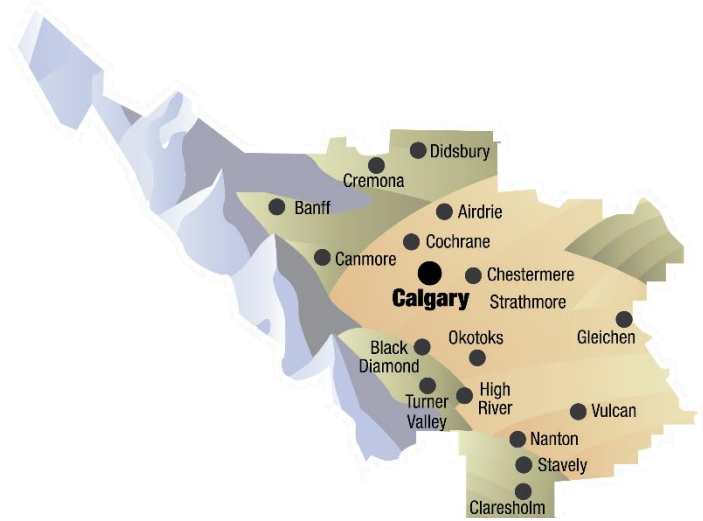 Didsbury
Cremona
Banff
Airdrie
Cochrane
Canmore
Chestermere
Calgary
Strathmore
Gleichen
Okotoks
Black
Diamond
High
River
Turner
Valley
Vulcan
Nanton
Stavely
Claresholm